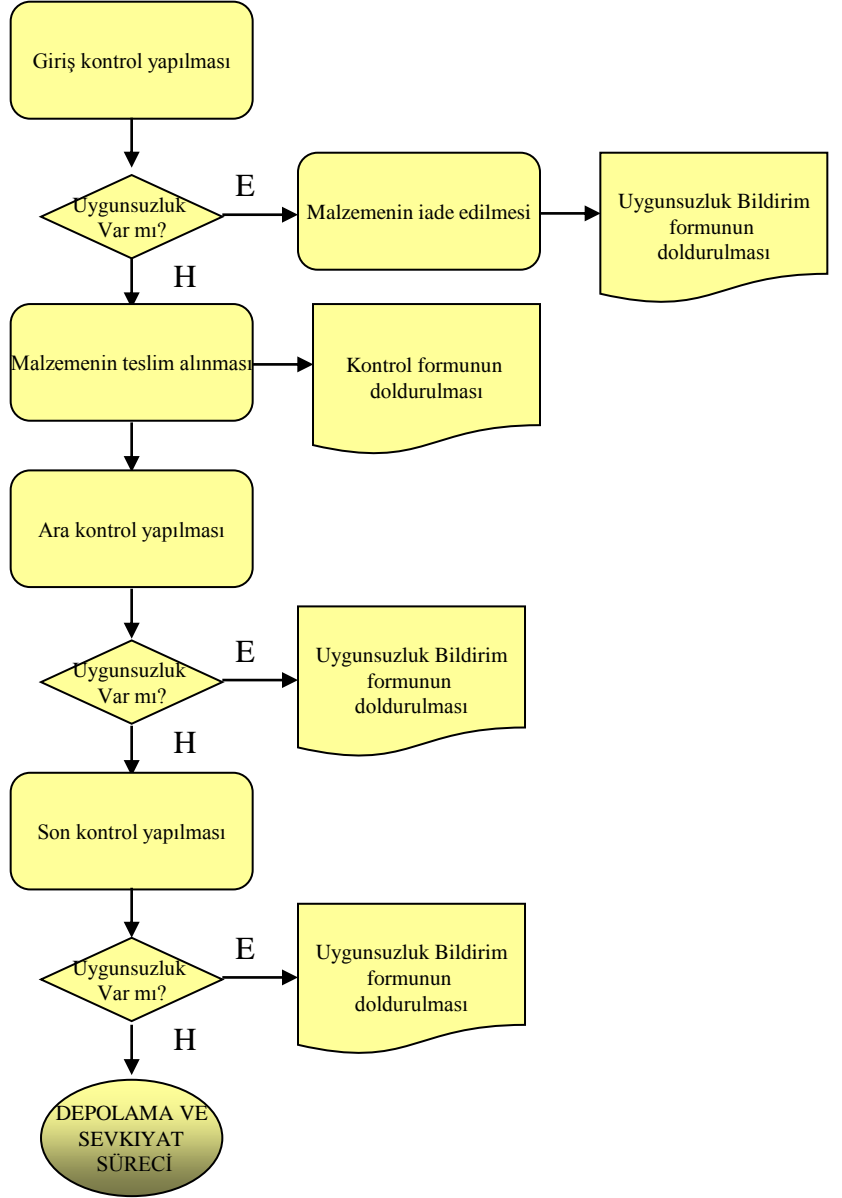 Giriş kontrol yapılması
Uygunsuzluk
Var mı?
E
Malzemenin iade edilmesi
Uygunsuzluk Bildirim
formunun
doldurulması
H
Malzemenin teslim alınması
Kontrol formunun
doldurulması
Ara kontrol yapılması
Uygunsuzluk
Var mı?
E
Uygunsuzluk Bildirim
formunun
doldurulması
H
Son kontrol yapılması
Uygunsuzluk
Var mı?
E
Uygunsuzluk Bildirim
formunun
doldurulması
H
DEPOLAMA VE
SEVKIYAT
SÜRECİ